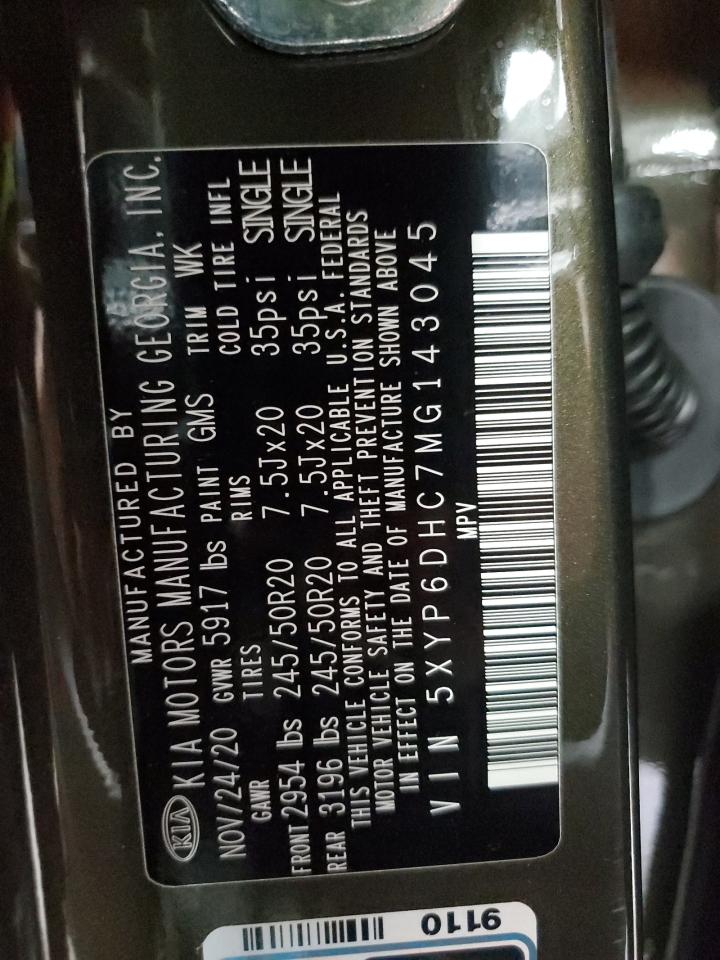 MANUFACTURED BY
KIA KIA MOTORS MANUFACTURING GEORGIA, INC.
NOV/24/20 GVWR 5917 lbs PAINT GMS TRIM WK
GAWR TIRES RIMS COLD TIRE INFL
FRONT 2954 lbs 245/50R20 7.5Jx20 35psi SINGLE
REAR 3196 lbs 245/50R20 7.5Jx20 35psi SINGLE
THIS VEHICLE CONFORMS TO ALL APPLICABLE U.S.A. FEDERAL
MOTOR VEHICLE SAFETY AND THEFT PREVENTION STANDARDS
IN EFFECT ON THE DATE OF MANUFACTURE SHOWN ABOVE
VIN 5XYP6DHC7MG143045
MPV
9110